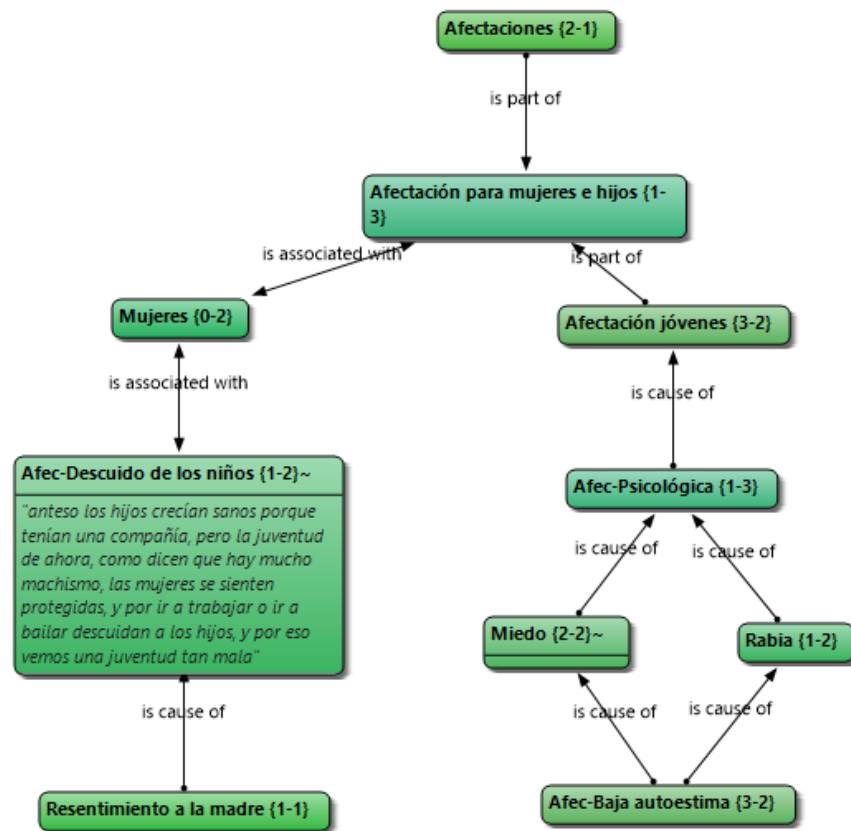 Afectaciones {2-1}
is part of
Afectación para mujeres e hijos {1-
3}
is associated with
is part of
Mujeres {0-2}
Afectación jóvenes {3-2}
is associated with
is cause of
Afec-Descuido de los niños {1-2}~
"anteso los hijos crecían sanos porque
tenían una compañía, pero la juventud
de ahora, como dicen que hay mucho
machismo, las mujeres se sienten
protegidas, y por ir a trabajar o ir a
bailar descuidan a los hijos, y por eso
vemos una juventud tan mala"
Afec-Psicológica {1-3}
is cause of
is cause of
Miedo {2-2}~
Rabia {1-2}
is cause of
is cause of
is cause of
Resentimiento a la madre {1-1}
Afec-Baja autoestima {3-2}